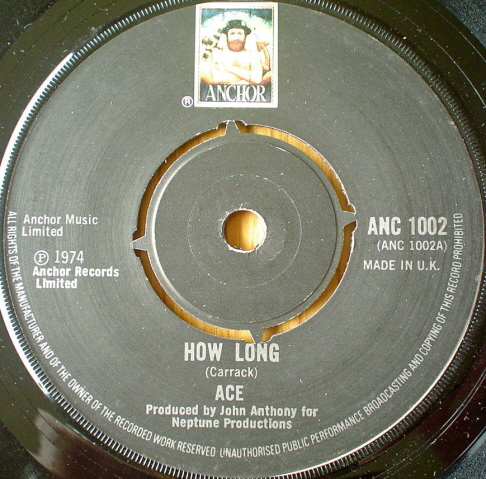 ANCHOR
®
Anchor Music
Limited
℗ 1974
Anchor Records
Limited
ANC 1002
(ANC 1002A)
MADE IN U.K.
HOW LONG
(Carrack)
ACE
Produced by John Anthony for
Neptune Productions
ALL RIGHTS OF THE MANUFACTURER AND OF THE OWNER OF THE RECORDED WORK RESERVED UNAUTHORISED PUBLIC PERFORMANCE BROADCASTING AND COPYING OF THIS RECORD PROHIBITED